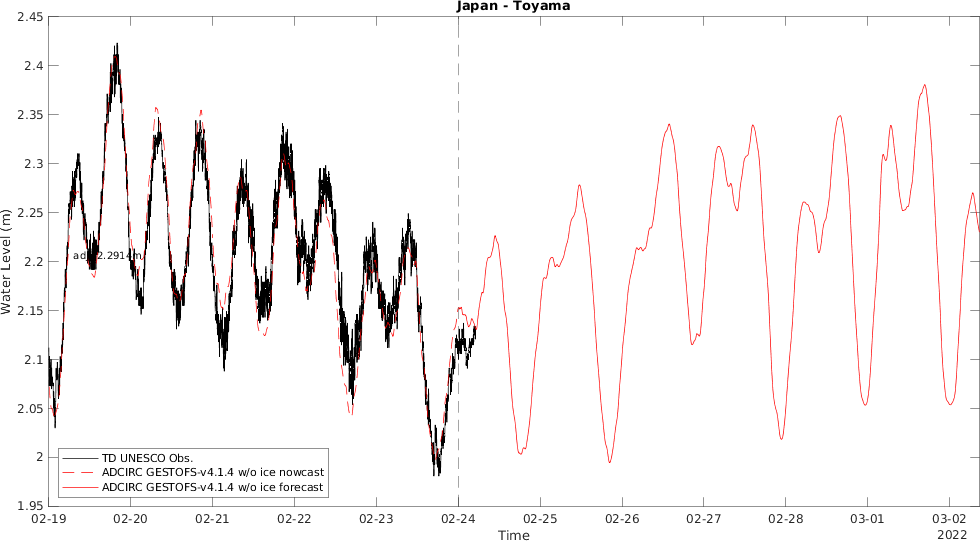 Japan - Toyama
2.45
2.4
2.35
2.3
2.25
2.2
2.15
2.1
2.05
2
1.95
Water Level (m)
2.2914m
TD UNESCO Obs.
ADCIRC GESTOFS-v4.1.4 w/o ice nowcast
ADCIRC GESTOFS-v4.1.4 w/o ice forecast
02-19 02-20 02-21 02-22 02-23 02-24 02-25 02-26 02-27 02-28 03-01 03-02
Time 2022